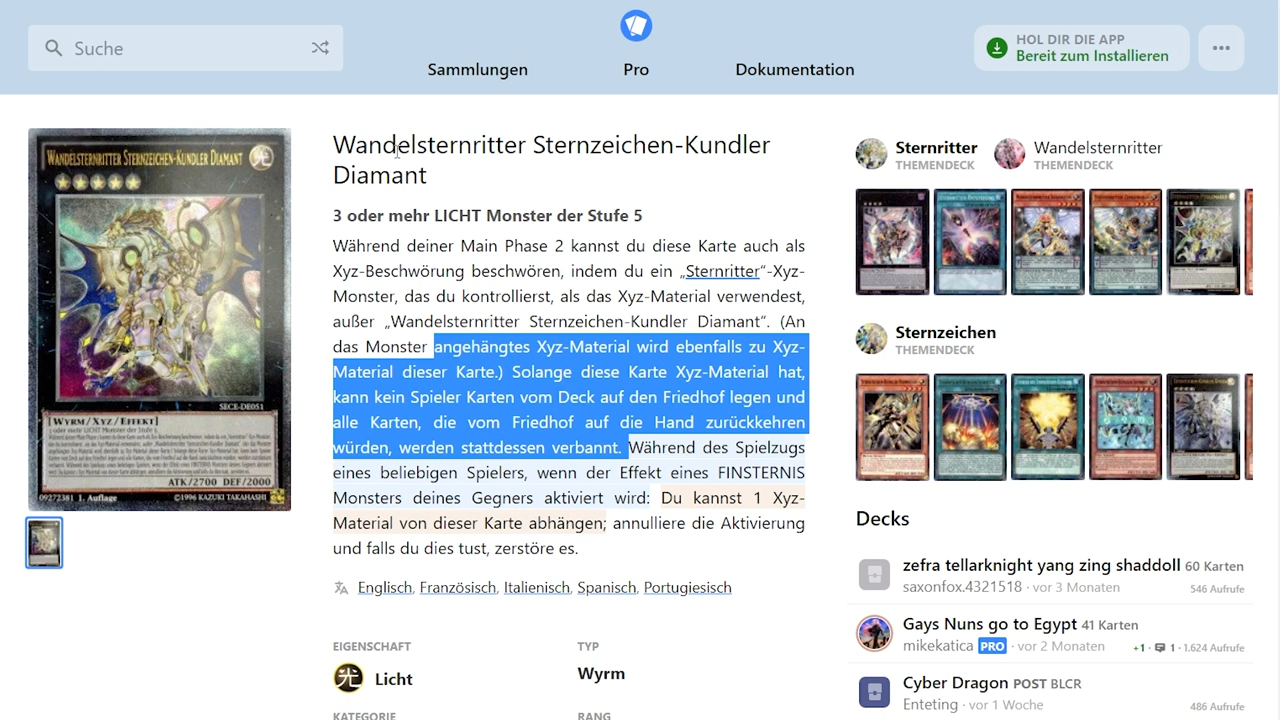 Suche
Sammlungen
Pro
Dokumentation
HOL DIR DIE APP
Bereit zum Installieren
WANDELSTERNRITTER STERNZEICHEN-KUNDLER DIAMANT
SECE-DE051
[WYRM/XYZ/EFFEKT]
3 oder mehr LICHT Monster der Stufe 5
ATK/2700 DEF/2000
09272381 1. Auflage
©1996 KAZUKI TAKAHASHI
Wandelsternritter Sternzeichen-Kundler
Diamant
3 oder mehr LICHT Monster der Stufe 5
Während deiner Main Phase 2 kannst du diese Karte auch als
Xyz-Beschwörung beschwören, indem du ein „Sternritter“-Xyz-
Monster, das du kontrollierst, als das Xyz-Material verwendest,
außer „Wandelsternritter Sternzeichen-Kundler Diamant“. (An
das Monster angehängtes Xyz-Material wird ebenfalls zu Xyz-
Material dieser Karte.) Solange diese Karte Xyz-Material hat,
kann kein Spieler Karten vom Deck auf den Friedhof legen und
alle Karten, die vom Friedhof auf die Hand zurückkehren
würden, werden stattdessen verbannt. Während des Spielzugs
eines beliebigen Spielers, wenn der Effekt eines FINSTERNIS
Monsters deines Gegners aktiviert wird: Du kannst 1 Xyz-
Material von dieser Karte abhängen; annulliere die Aktivierung
und falls du dies tust, zerstöre es.
Englisch, Französisch, Italienisch, Spanisch, Portugiesisch
EIGENSCHAFT
光 Licht
TYP
Wyrm
KATEGORIE
RANG
Sternritter
THEMENDECK
Wandelsternritter
THEMENDECK
Sternzeichen
THEMENDECK
Decks
zefra tellarknight yang zing shaddoll 60 Karten
saxonfox.4321518 · vor 3 Monaten 546 Aufrufe
Gays Nuns go to Egypt 41 Karten
mikekatica PRO · vor 2 Monaten +1 · 1 · 1.624 Aufrufe
Cyber Dragon POST BLCR
Enteting · vor 1 Woche 486 Aufrufe